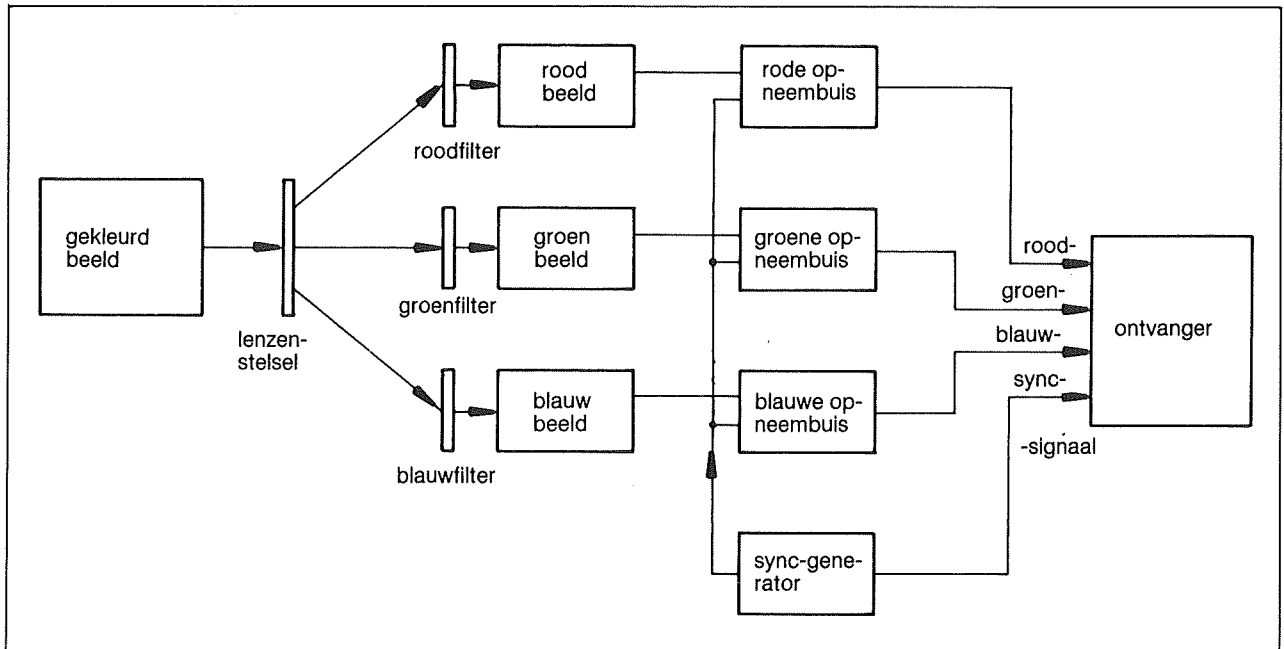 rood
beeld
rode op-
neembuis
roodfilter
gekleurd
beeld
groen
beeld
groene op-
neembuis
rood-
groenfilter
groen-
ontvanger
lenzen-
stelsel
blauw-
sync-
blauw
beeld
blauwe op-
neembuis
-signaal
blauwfilter
sync-gene-
rator